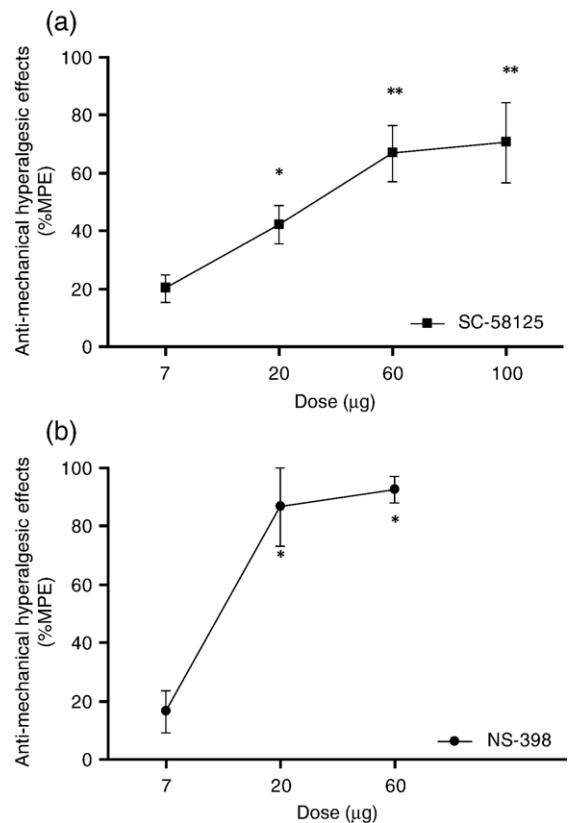 (a)
Anti-mechanical hyperalgesic effects
(%MPE)
100
80
60
40
20
0
*
**
**
SC-58125
7
20
60
100
Dose (µg)
(b)
Anti-mechanical hyperalgesic effects
(%MPE)
100
80
60
40
20
0
*
*
NS-398
7
20
60
Dose (µg)